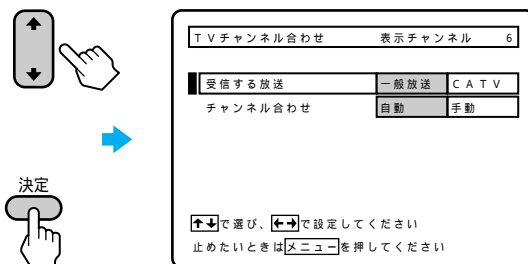 TVチャンネル合わせ 表示チャンネル 6
受信する放送 一般放送 CATV
チャンネル合わせ 自動 手動
決定
↑↓で選び、←→で設定してください
止めたいときはメニューを押してください